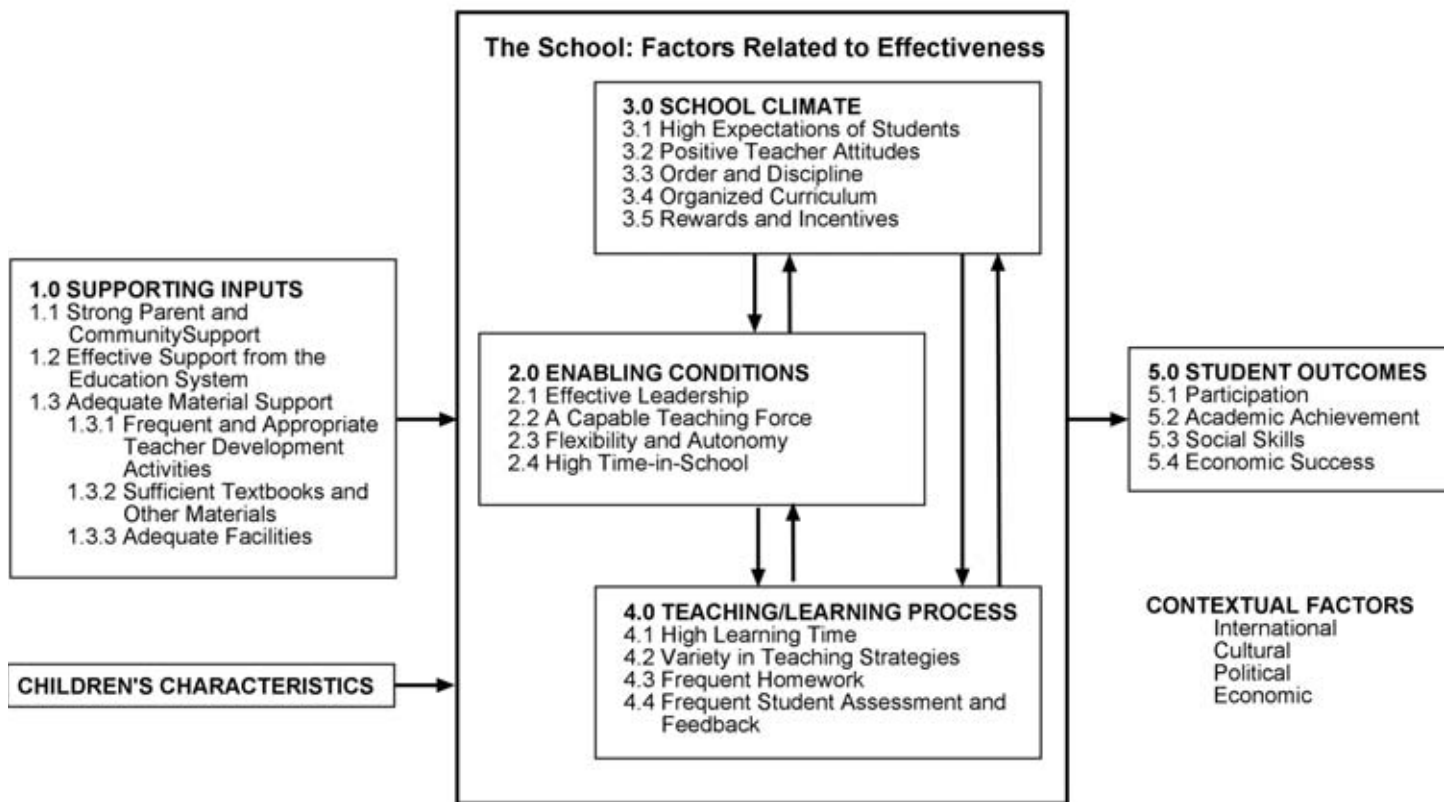 The School: Factors Related to Effectiveness
3.0 SCHOOL CLIMATE
3.1 High Expectations of Students
3.2 Positive Teacher Attitudes
3.3 Order and Discipline
3.4 Organized Curriculum
3.5 Rewards and Incentives
1.0 SUPPORTING INPUTS
1.1 Strong Parent and
CommunitySupport
1.2 Effective Support from the
Education System
1.3 Adequate Material Support
1.3.1 Frequent and Appropriate
Teacher Development
Activities
1.3.2 Sufficient Textbooks and
Other Materials
1.3.3 Adequate Facilities
2.0 ENABLING CONDITIONS
2.1 Effective Leadership
2.2 A Capable Teaching Force
2.3 Flexibility and Autonomy
2.4 High Time-in-School
5.0 STUDENT OUTCOMES
5.1 Participation
5.2 Academic Achievement
5.3 Social Skills
5.4 Economic Success
CHILDREN'S CHARACTERISTICS
4.0 TEACHING/LEARNING PROCESS
4.1 High Learning Time
4.2 Variety in Teaching Strategies
4.3 Frequent Homework
4.4 Frequent Student Assessment and
Feedback
CONTEXTUAL FACTORS
International
Cultural
Political
Economic